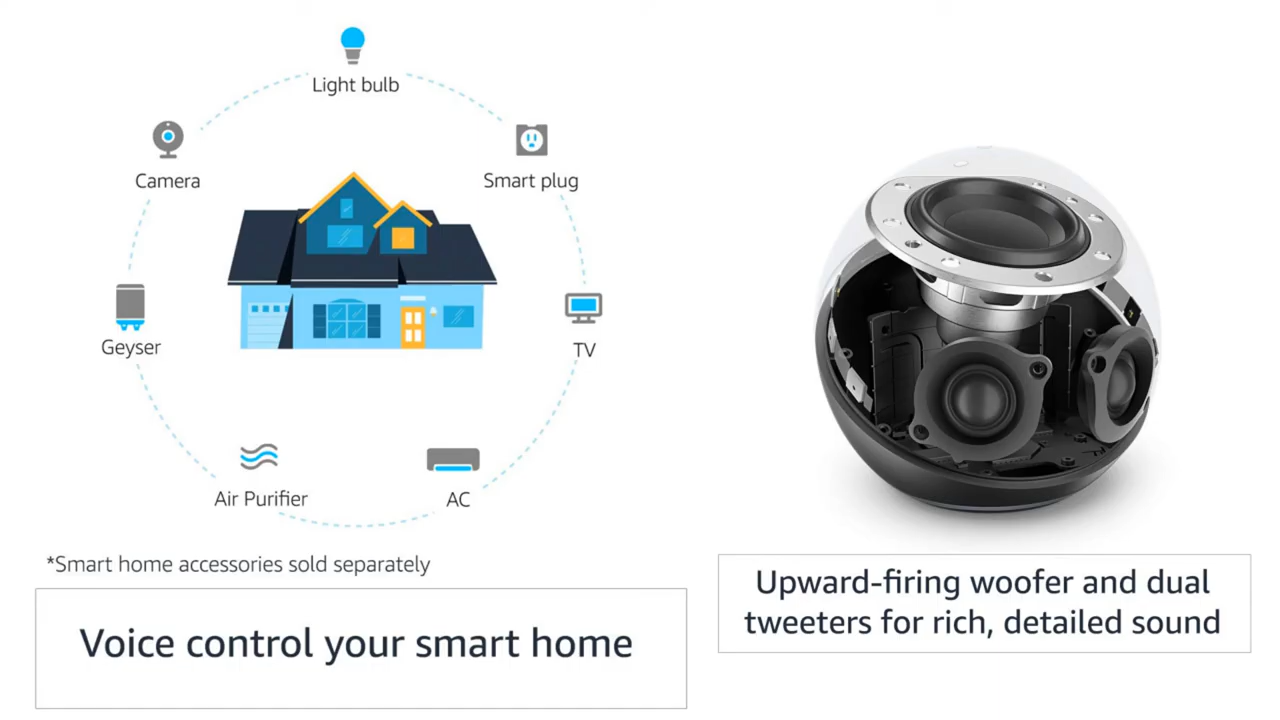 Light bulb
Camera
Smart plug
Geyser
TV
Air Purifier
AC
*Smart home accessories sold separately
Voice control your smart home
Upward-firing woofer and dual
tweeters for rich, detailed sound